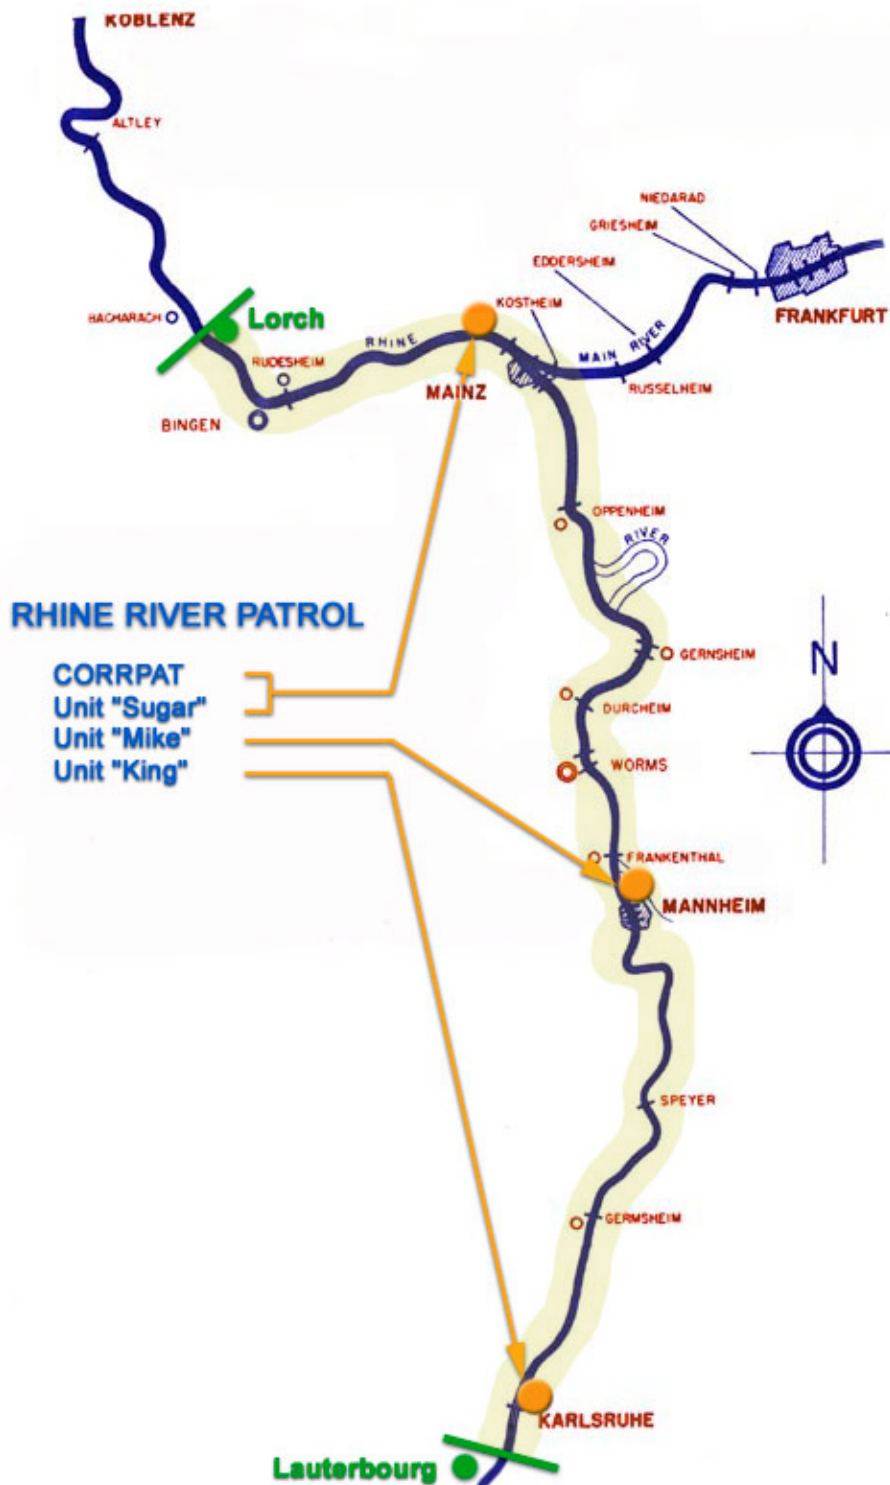 KOBLENZ
ALTLEY
NIEDARAD
GRIESHEIM
EDDERSHEIM
KOSTHEIM
BACHARACH
Lorch
FRANKFURT
RHINE
MAIN RIVER
RUDESHEIM
MAINZ
RUSSELHEIM
BINGEN
OPPENHEIM
RIVER
RHINE RIVER PATROL
CORRPAT
Unit "Sugar"
Unit "Mike"
Unit "King"
GERNSHEIM
N
DURCHEIM
WORMS
FRANKENTHAL
MANNHEIM
SPEYER
GERMSHEIM
KARLSRUHE
Lauterbourg